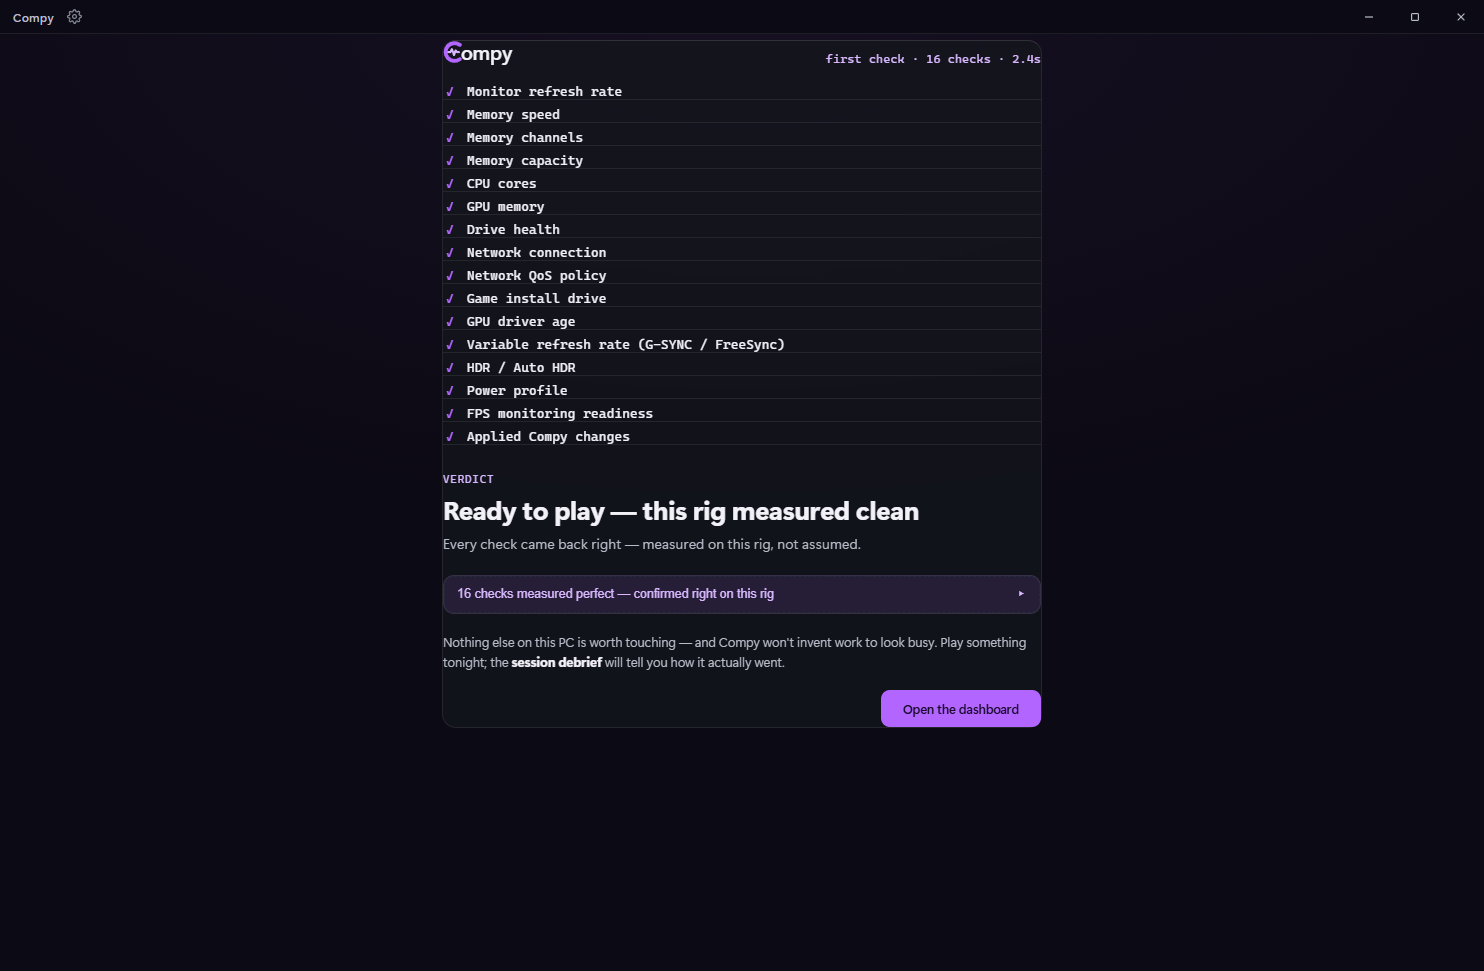 Compy
Compy
first check · 16 checks · 2.4s
✓ Monitor refresh rate
✓ Memory speed
✓ Memory channels
✓ Memory capacity
✓ CPU cores
✓ GPU memory
✓ Drive health
✓ Network connection
✓ Network QoS policy
✓ Game install drive
✓ GPU driver age
✓ Variable refresh rate (G-SYNC / FreeSync)
✓ HDR / Auto HDR
✓ Power profile
✓ FPS monitoring readiness
✓ Applied Compy changes
VERDICT
Ready to play — this rig measured clean
Every check came back right — measured on this rig, not assumed.
16 checks measured perfect — confirmed right on this rig
Nothing else on this PC is worth touching — and Compy won't invent work to look busy. Play something
tonight; the session debrief will tell you how it actually went.
Open the dashboard